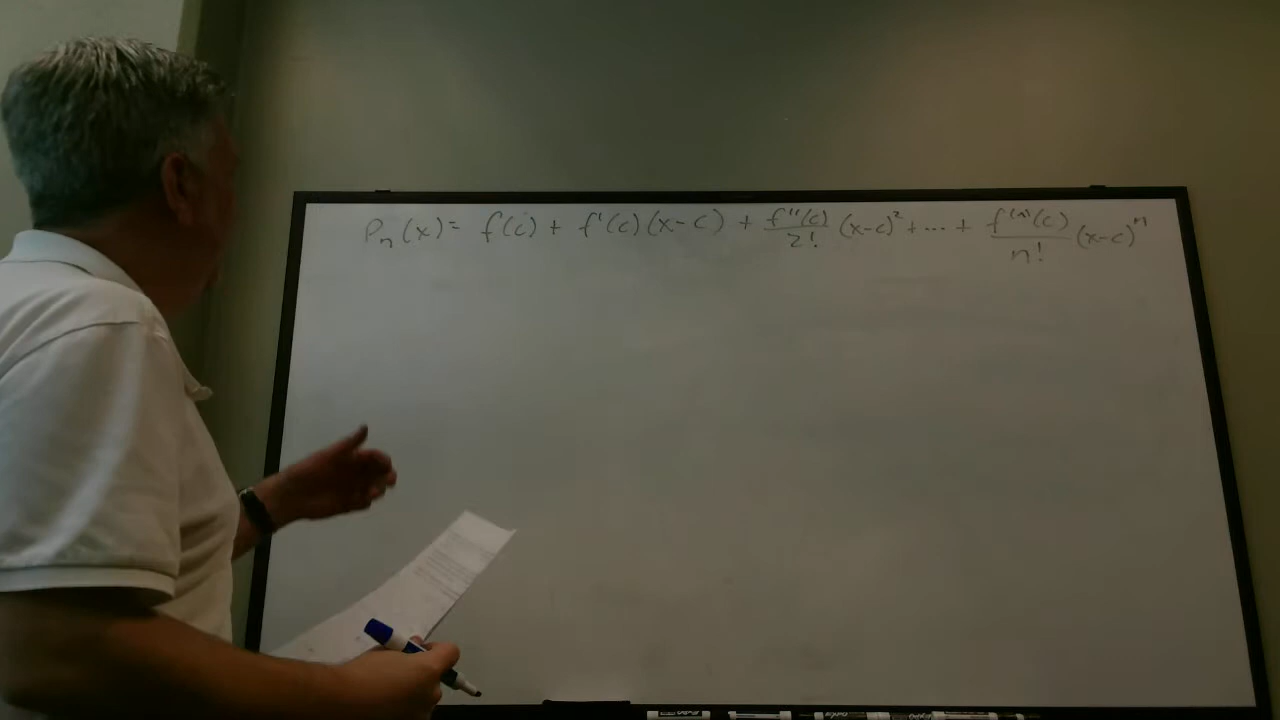 Pₙ(x) = f(c) + f'(c)(x-c) + f''(c)/2! (x-c)² + ... + f⁽ⁿ⁾(c)/n! (x-c)ⁿ